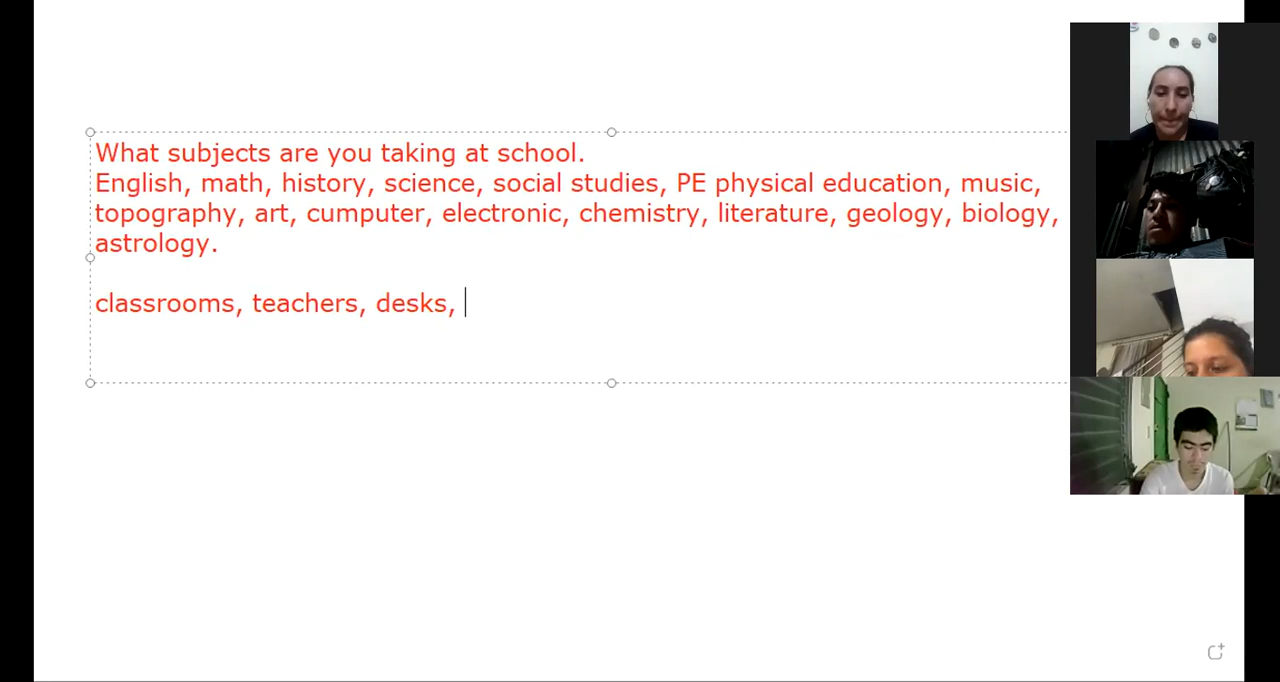 What subjects are you taking at school.
English, math, history, science, social studies, PE physical education, music,
topography, art, cumputer, electronic, chemistry, literature, geology, biology,
astrology.
classrooms, teachers, desks,